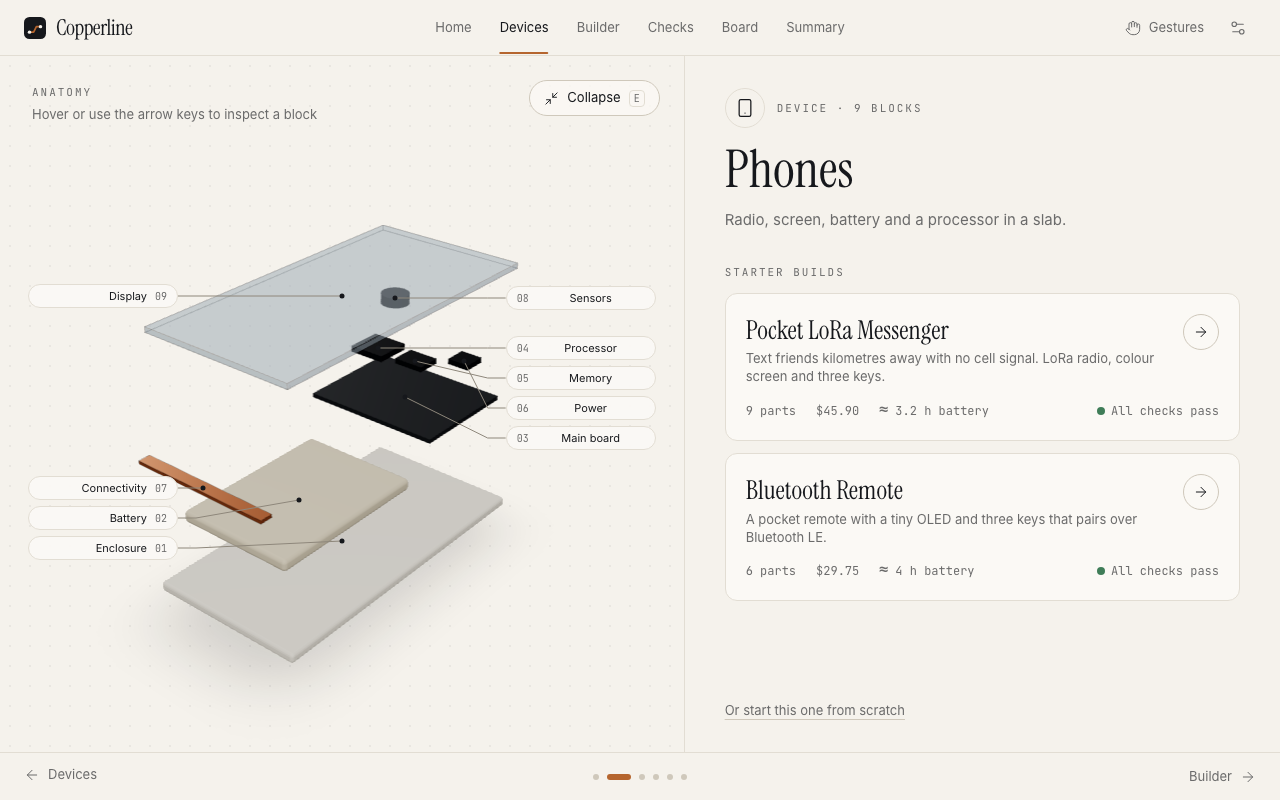 Copperline
Home
Devices
Builder
Checks
Board
Summary
Gestures
ANATOMY
Hover or use the arrow keys to inspect a block
Collapse E
Display 09
08 Sensors
04 Processor
05 Memory
06 Power
03 Main board
Connectivity 07
Battery 02
Enclosure 01
DEVICE · 9 BLOCKS
Phones
Radio, screen, battery and a processor in a slab.
STARTER BUILDS
Pocket LoRa Messenger
Text friends kilometres away with no cell signal. LoRa radio, colour
screen and three keys.
9 parts $45.90 ≈ 3.2 h battery All checks pass
Bluetooth Remote
A pocket remote with a tiny OLED and three keys that pairs over
Bluetooth LE.
6 parts $29.75 ≈ 4 h battery All checks pass
Or start this one from scratch
Devices
Builder